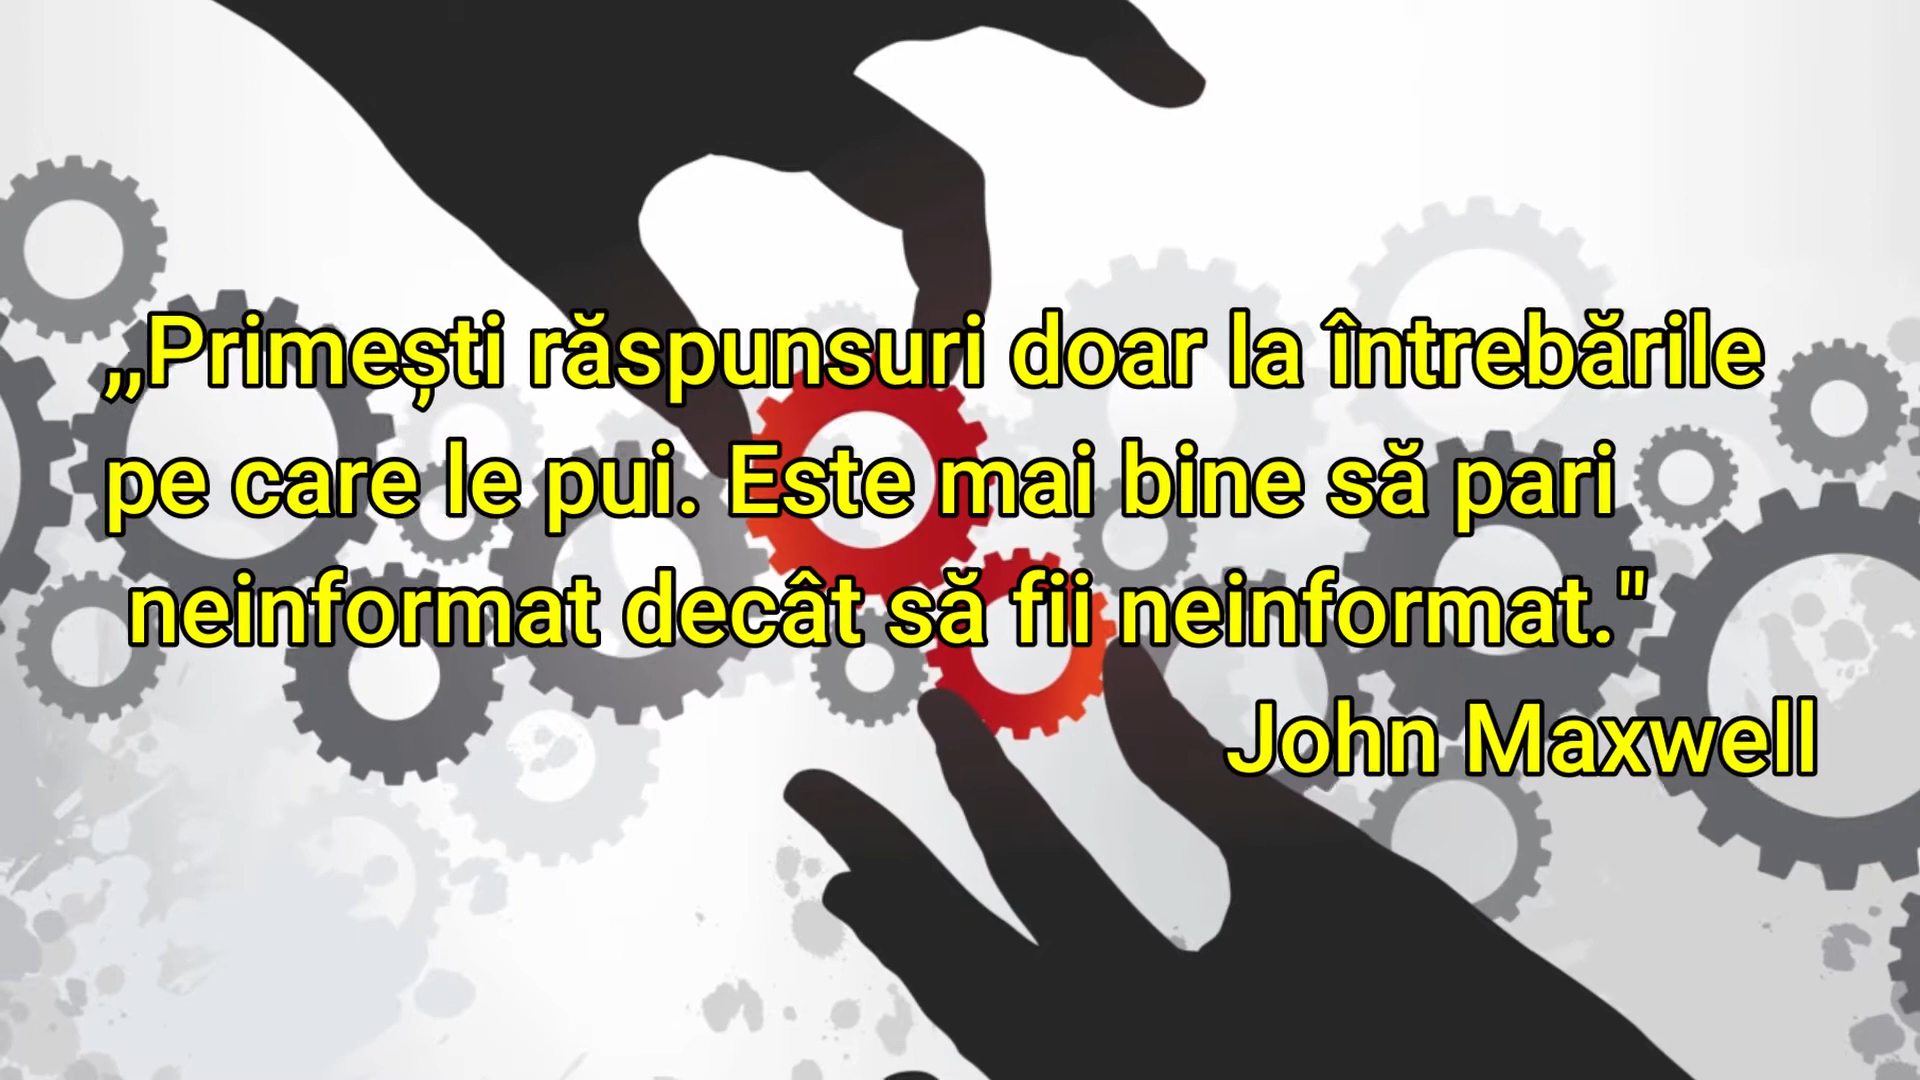 „Primești răspunsuri doar la întrebările
pe care le pui. Este mai bine să pari
neinformat decât să fii neinformat."
John Maxwell